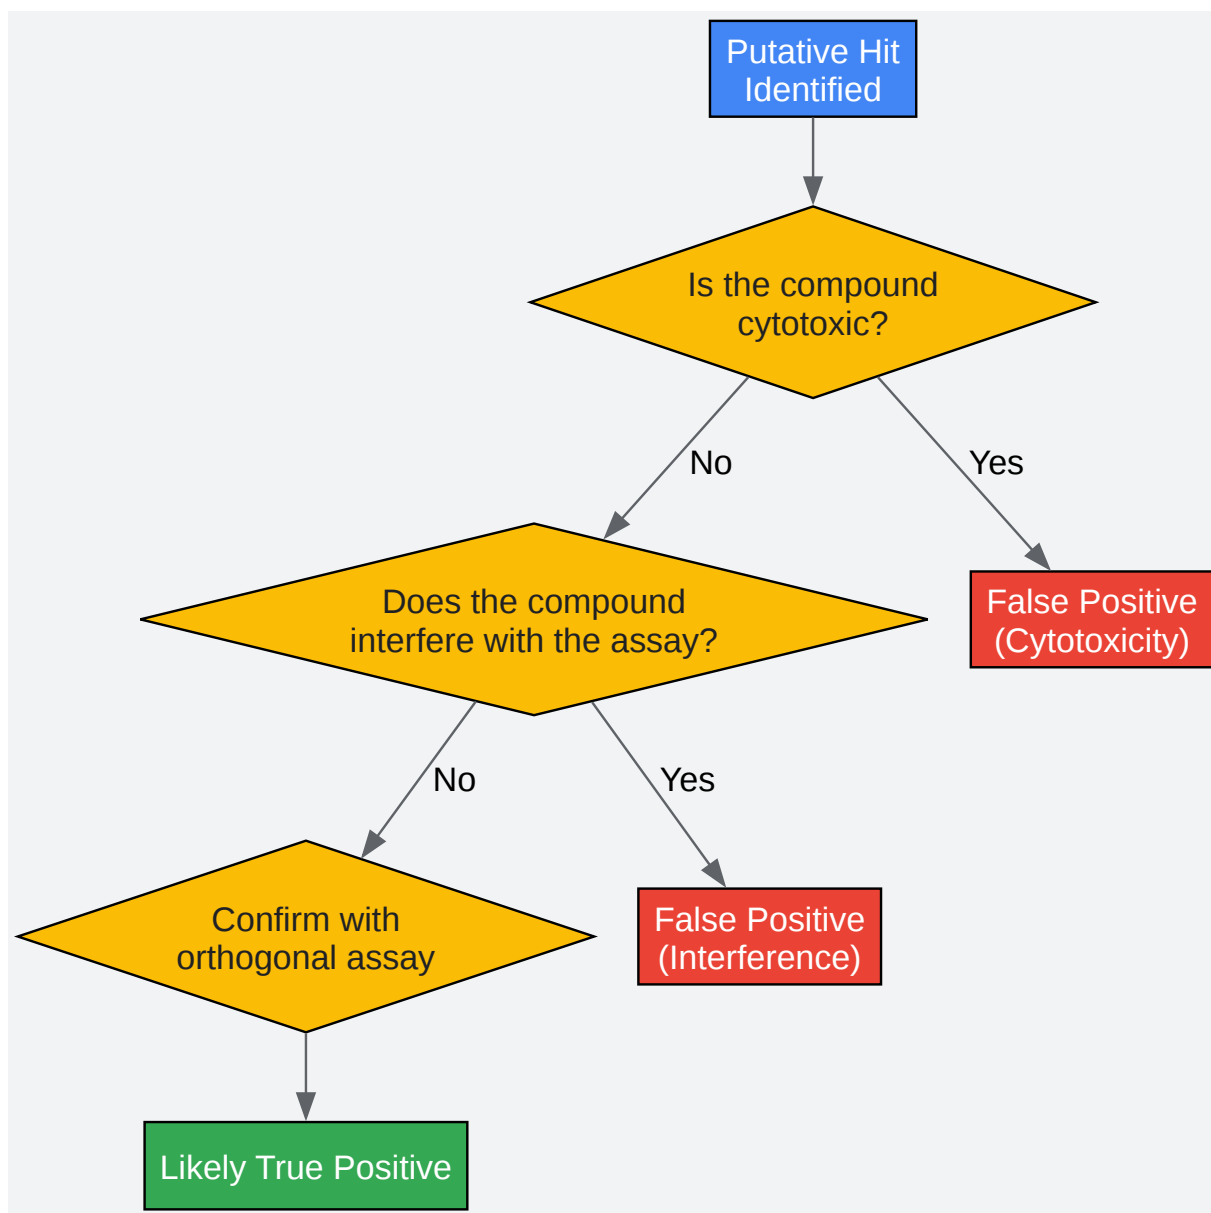 Putative Hit
Identified
Is the compound
cytotoxic?
No
Yes
Does the compound
interfere with the assay?
False Positive
(Cytotoxicity)
No
Yes
Confirm with
orthogonal assay
False Positive
(Interference)
Likely True Positive